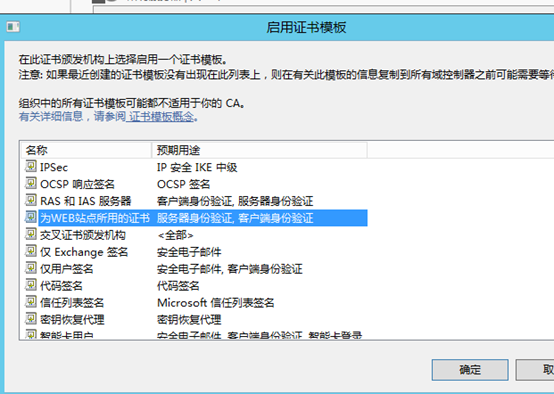 启用证书模板
在此证书颁发机构上选择启用一个证书模板。
注意: 如果最近创建的证书模板没有出现在此列表上，则在有关此模板的信息复制到所有域控制器之前可能需要等待
组织中的所有证书模板可能都不适用于你的 CA。
有关详细信息，请参阅 证书模板概念。
名称 预期用途
IPSec IP 安全 IKE 中级
OCSP 响应签名 OCSP 签名
RAS 和 IAS 服务器 客户端身份验证, 服务器身份验证
为WEB站点所用的证书 服务器身份验证, 客户端身份验证
交叉证书颁发机构 <全部>
仅 Exchange 签名 安全电子邮件
仅用户签名 安全电子邮件, 客户端身份验证
代码签名 代码签名
信任列表签名 Microsoft 信任列表签名
密钥恢复代理 密钥恢复代理
智能卡用户 安全电子邮件, 客户端身份验证, 智能卡登录
确定 取